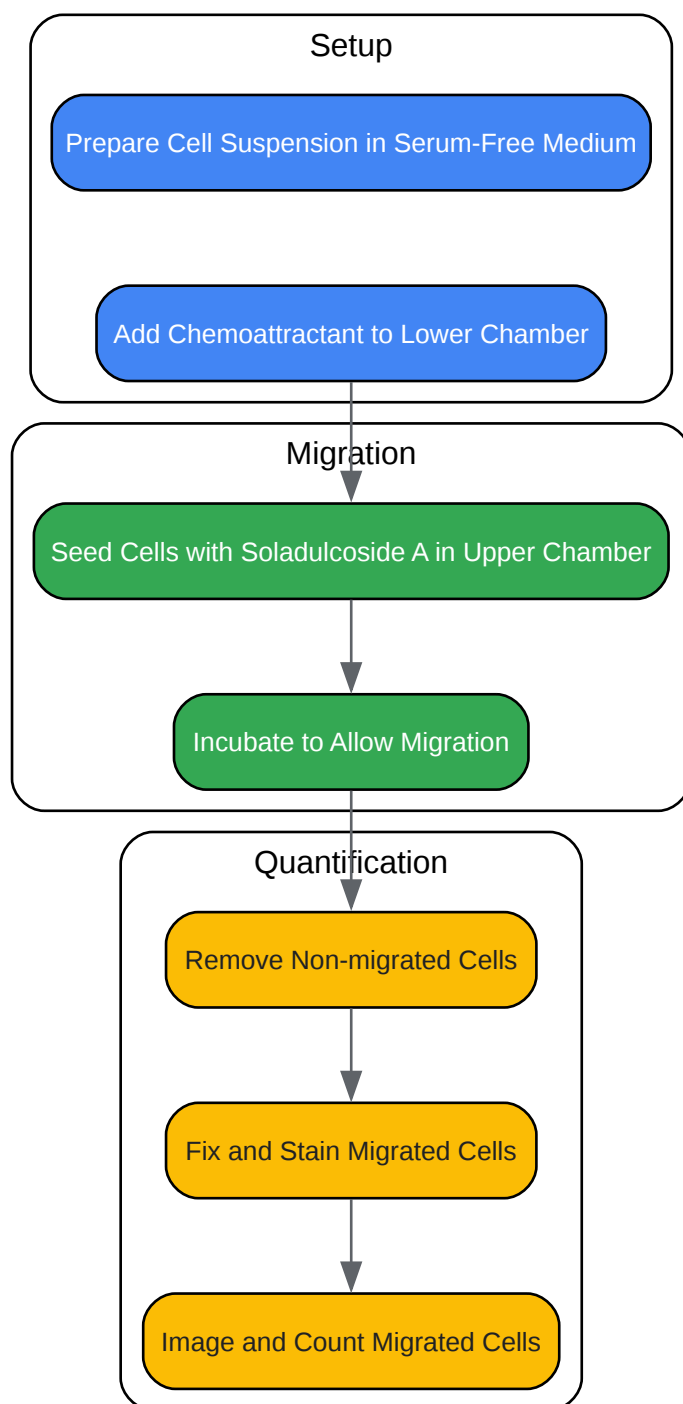 Setup
Prepare Cell Suspension in Serum-Free Medium
Add Chemoattractant to Lower Chamber
Migration
Seed Cells with Soladulcoside A in Upper Chamber
Incubate to Allow Migration
Quantification
Remove Non-migrated Cells
Fix and Stain Migrated Cells
Image and Count Migrated Cells